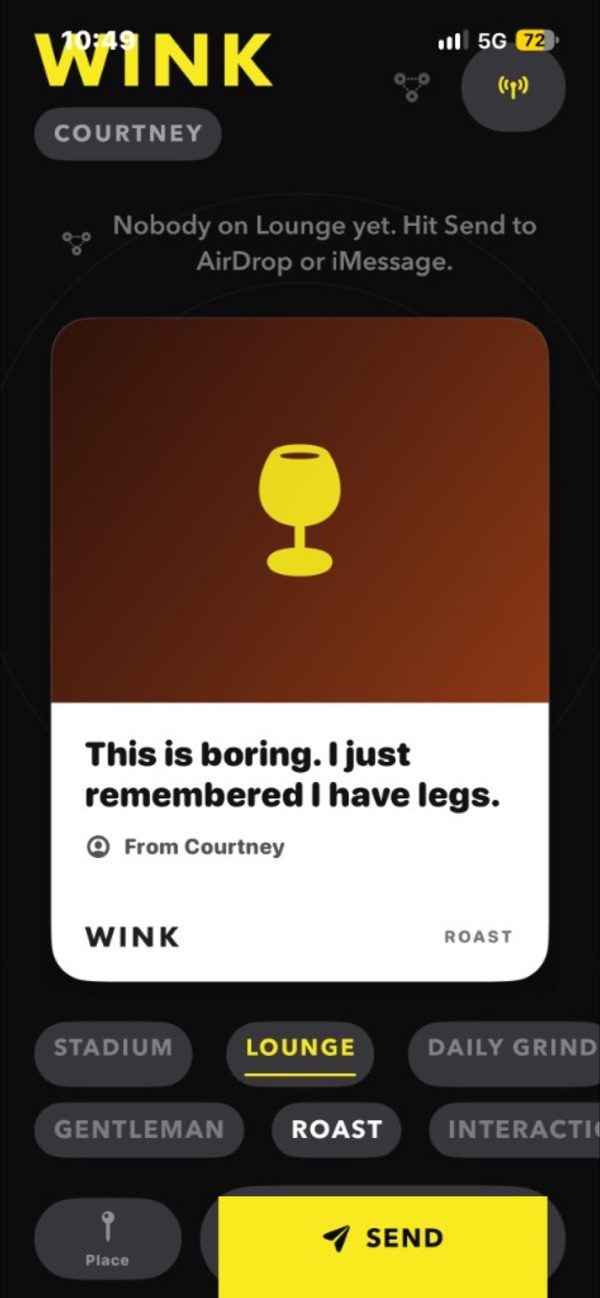 10:49
5G 72
WINK
COURTNEY
Nobody on Lounge yet. Hit Send to
AirDrop or iMessage.
This is boring. I just
remembered I have legs.
From Courtney
WINK ROAST
STADIUM LOUNGE DAILY GRIND
GENTLEMAN ROAST INTERACTI
Place
SEND